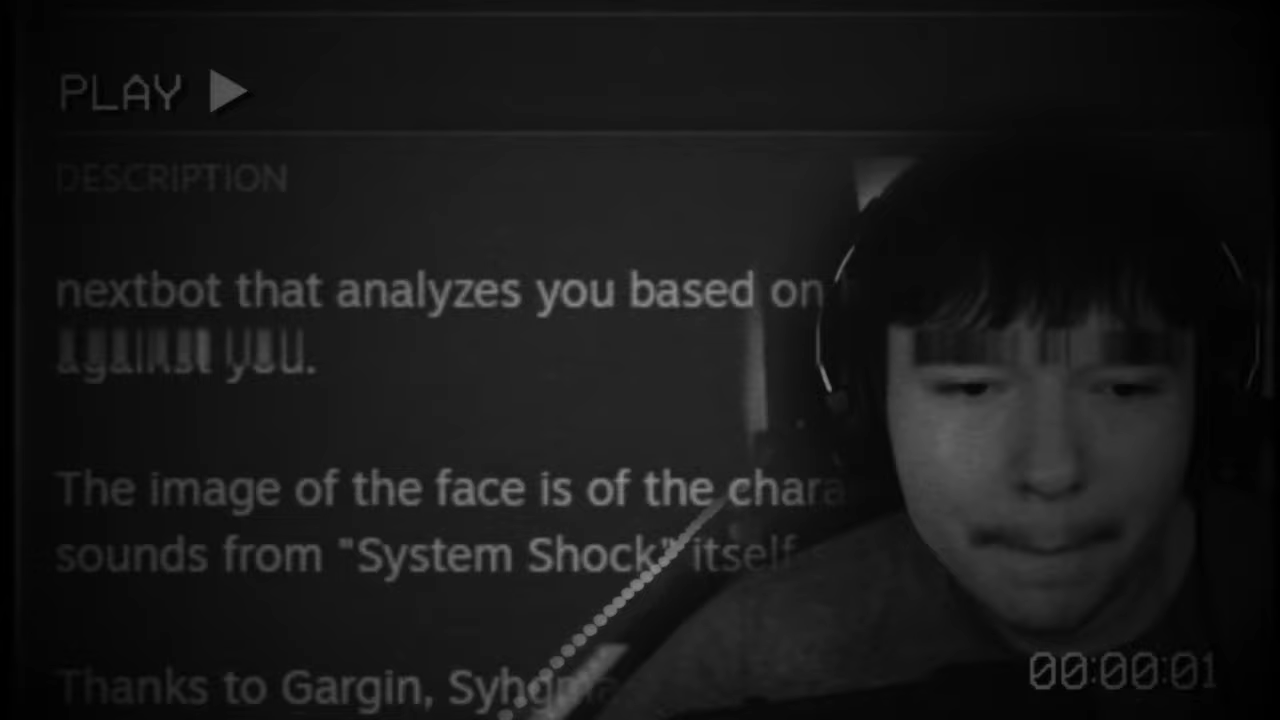 PLAY
DESCRIPTION
nextbot that analyzes you based on
against you.
The image of the face is of the chara
sounds from "System Shock" itself
Thanks to Gargin,
00:00:01